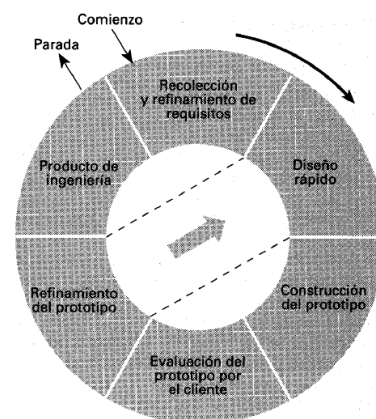 Comienzo
Parada
Recolección
y refinamiento de
requisitos
Diseño
rápido
Construcción
del prototipo
Evaluación del
prototipo por
el cliente
Refinamiento
del prototipo
Producto de
ingeniería